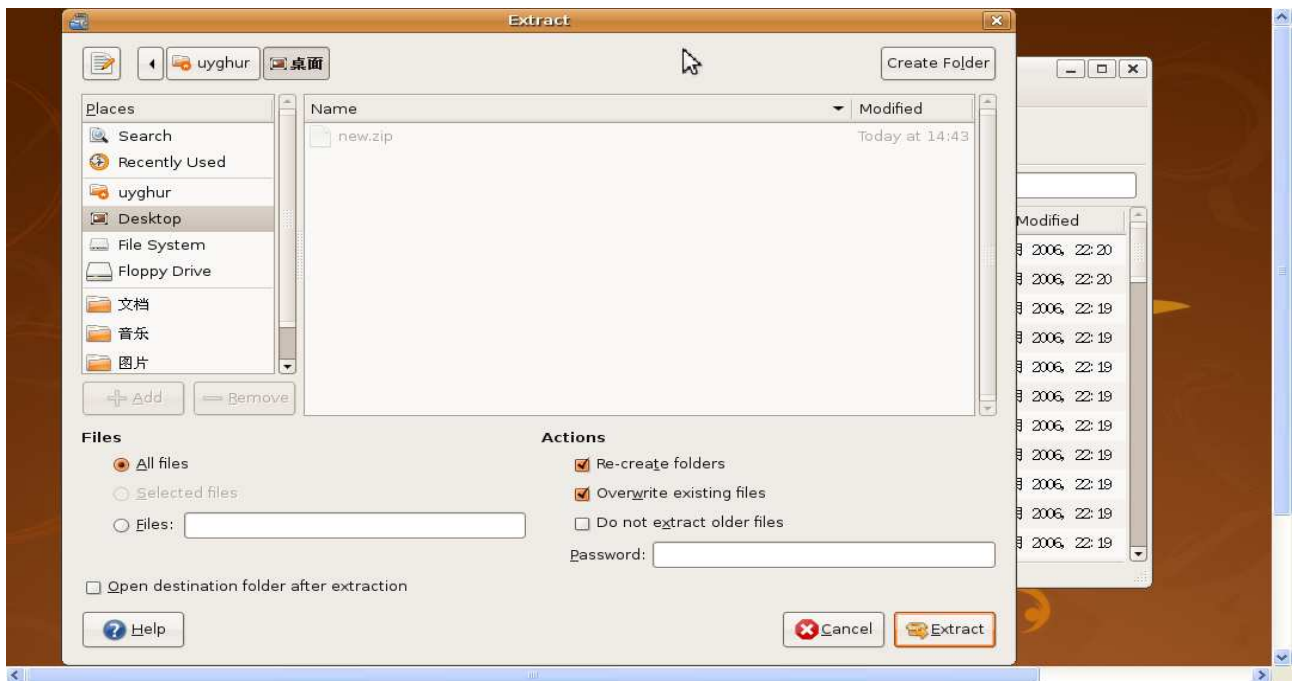 Extract
uyghur
桌面
Create Folder
Places
Search
Recently Used
uyghur
Desktop
File System
Floppy Drive
文档
音乐
图片
Add
Remove
Name
Modified
new.zip
Today at 14:43
Files
All files
Selected files
Files:
Open destination folder after extraction
Actions
Re-create folders
Overwrite existing files
Do not extract older files
Password:
Help
Cancel
Extract
Modified
2006, 22:20
2006, 22:20
2006, 22:19
2006, 22:19
2006, 22:19
2006, 22:19
2006, 22:19
2006, 22:19
2006, 22:19
2006, 22:19
2006, 22:19